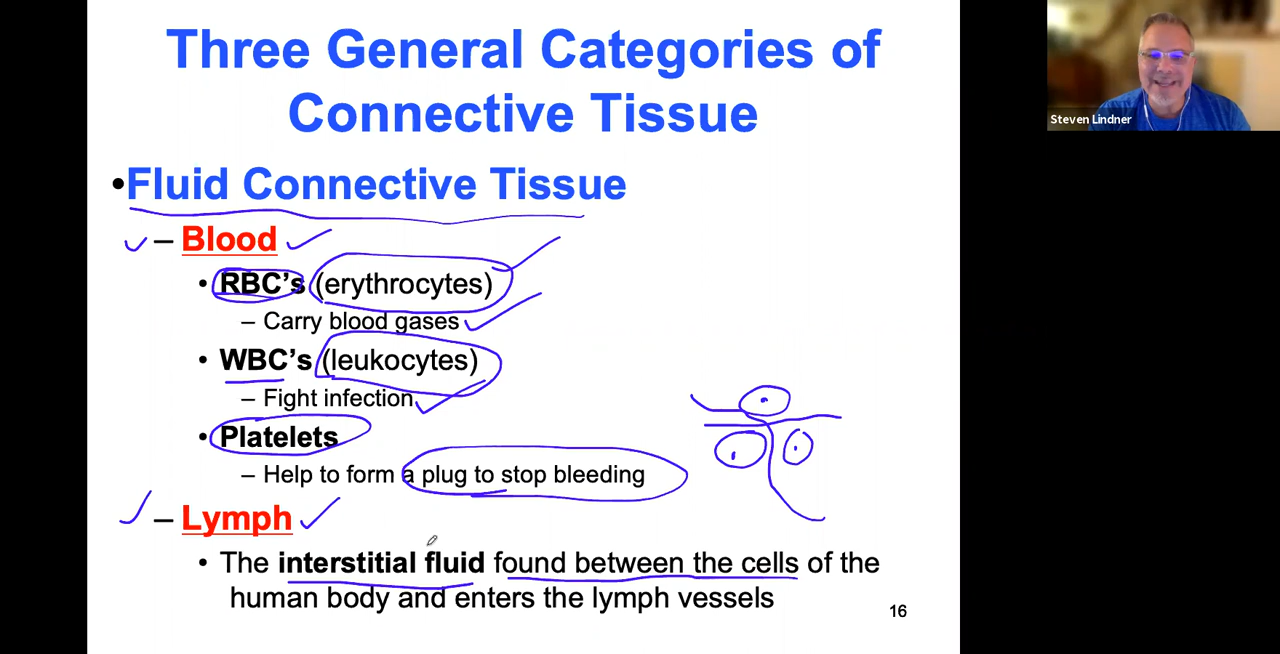 Three General Categories of
Connective Tissue
•Fluid Connective Tissue
– Blood
• RBC’s (erythrocytes)
– Carry blood gases
• WBC’s (leukocytes)
– Fight infection
• Platelets
– Help to form a plug to stop bleeding
– Lymph
• The interstitial fluid found between the cells of the
human body and enters the lymph vessels
16
Steven Lindner